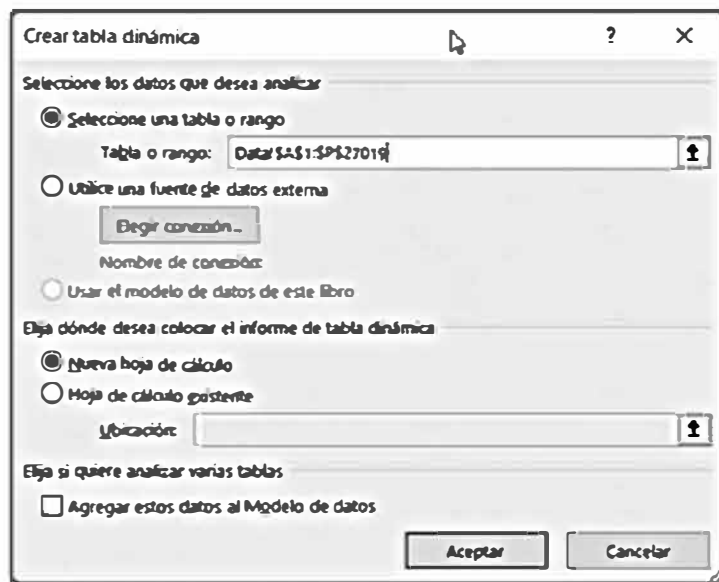 Crear tabla dinámica ? ×
Seleccione los datos que desea analizar
Seleccione una tabla o rango
Tabla o rango: Data!$A$1:$P$27019
Utilice una fuente de datos externa
Elegir conexión...
Nombre de conexión:
Usar el modelo de datos de este libro
Elija dónde desea colocar el informe de tabla dinámica
Nueva hoja de cálculo
Hoja de cálculo existente
Ubicación:
Elija si quiere analizar varias tablas
Agregar estos datos al Modelo de datos
Aceptar Cancelar